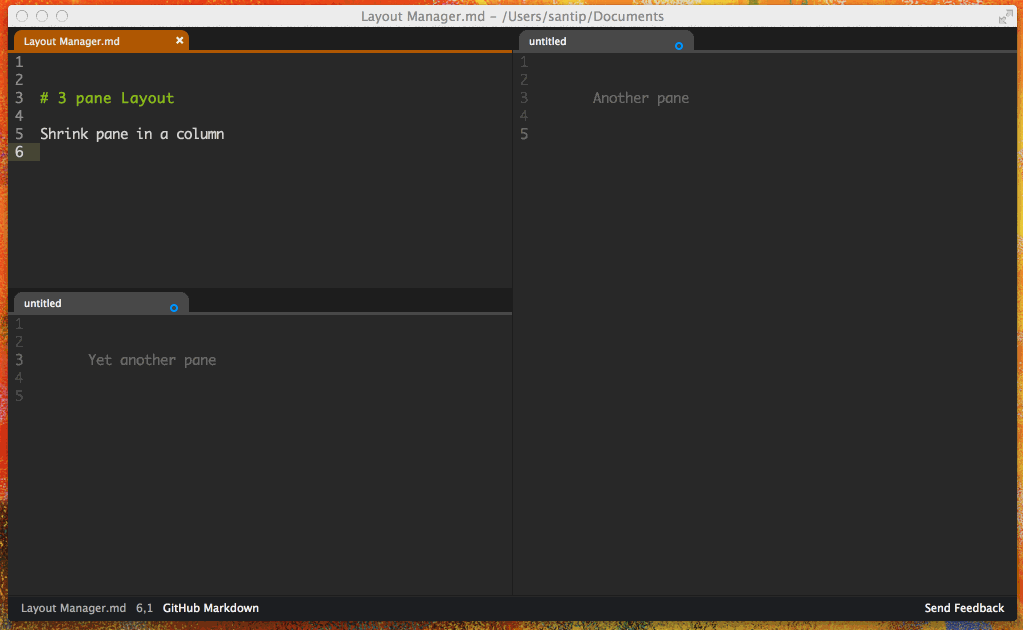 Layout Manager.md - /Users/santip/Documents
Layout Manager.md ×
1
2
3 # 3 pane Layout
4
5 Shrink pane in a column
6
untitled
1
2
3 Yet another pane
4
5
untitled
1
2
3 Another pane
4
5
Layout Manager.md 6,1 GitHub Markdown
Send Feedback